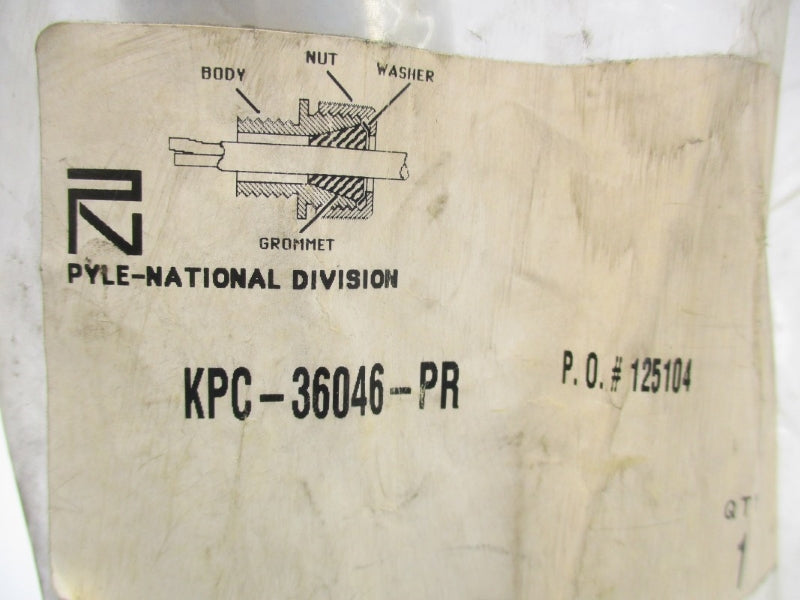 NUT
BODY
WASHER
GROMMET
PYLE-NATIONAL DIVISION
KPC-36046-PR
P.O.# 125104
QT
1